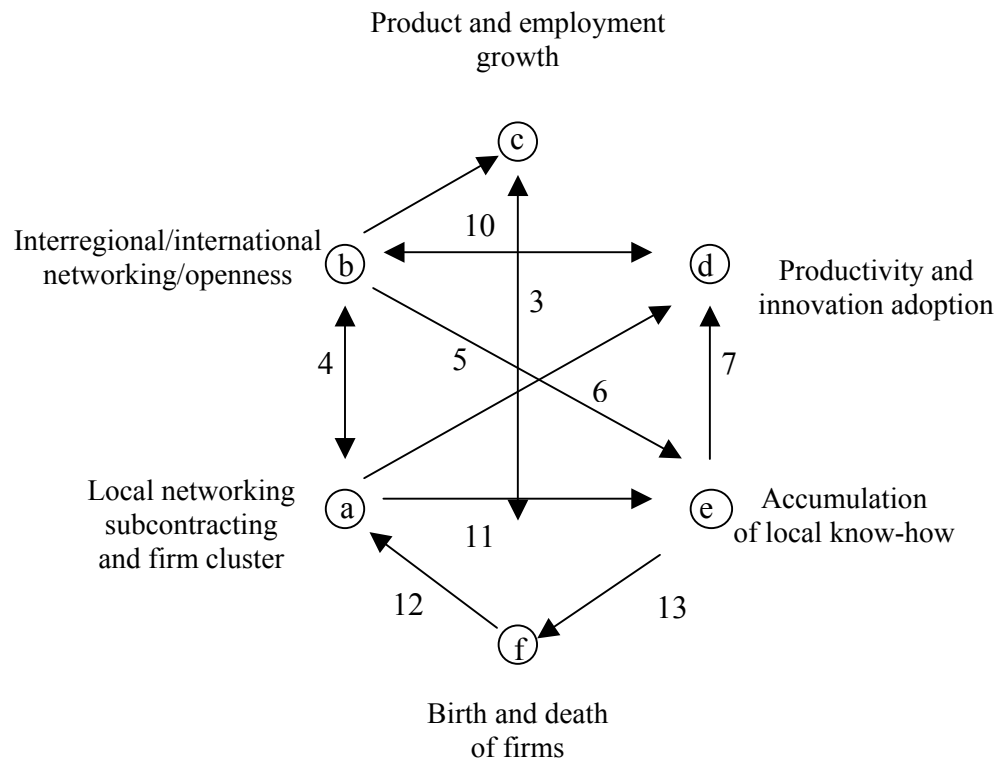 Product and employment
growth
c
10
Interregional/international
networking/openness
b
d
Productivity and
innovation adoption
3
4
5
7
6
Local networking
subcontracting
and firm cluster
a
e
Accumulation
of local know-how
11
12
13
f
Birth and death
of firms